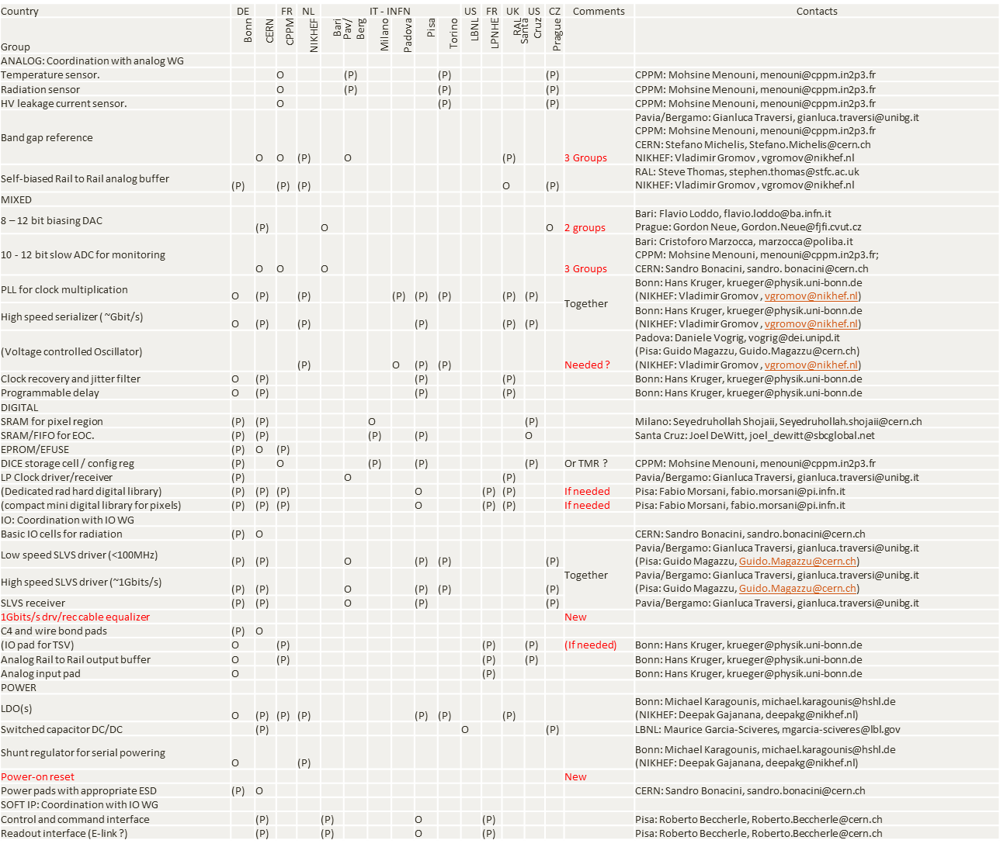 Country DE FR NL IT - INFN US FR UK US CZ Comments Contacts
Group Bonn CERN CPPM NIKHEF Bari Pav/ Berg Milano Padova Pisa Torino LBNL LPNHE RAL Santa Cruz Prague
ANALOG: Coordination with analog WG
Temperature sensor. O (P) (P) (P) CPPM: Mohsine Menouni, menouni@cppm.in2p3.fr
Radiation sensor O (P) (P) (P) CPPM: Mohsine Menouni, menouni@cppm.in2p3.fr
HV leakage current sensor. O (P) (P) CPPM: Mohsine Menouni, menouni@cppm.in2p3.fr
Pavia/Bergamo: Gianluca Traversi, gianluca.traversi@unibg.it
CPPM: Mohsine Menouni, menouni@cppm.in2p3.fr
Band gap reference
CERN: Stefano Michelis, Stefano.Michelis@cern.ch
O O (P) O (P) 3 Groups NIKHEF: Vladimir Gromov , vgromov@nikhef.nl
RAL: Steve Thomas, stephen.thomas@stfc.ac.uk
Self-biased Rail to Rail analog buffer
(P) (P) (P) O (P) NIKHEF: Vladimir Gromov , vgromov@nikhef.nl
MIXED
Bari: Flavio Loddo, flavio.loddo@ba.infn.it
8 – 12 bit biasing DAC
(P) O O 2 groups Prague: Gordon Neue, Gordon.Neue@fjfi.cvut.cz
Bari: Cristoforo Marzocca, marzocca@poliba.it
10 - 12 bit slow ADC for monitoring CPPM: Mohsine Menouni, menouni@cppm.in2p3.fr;
O O O 3 Groups CERN: Sandro Bonacini, sandro. bonacini@cern.ch
Bonn: Hans Kruger, krueger@physik.uni-bonn.de
PLL for clock multiplication
O (P) (P) (P) (P) (P) (P) (P) (NIKHEF: Vladimir Gromov , vgromov@nikhef.nl)
Together
Bonn: Hans Kruger, krueger@physik.uni-bonn.de
High speed serializer ( ~Gbit/s)
O (P) (P) (P) (P) (P) (NIKHEF: Vladimir Gromov , vgromov@nikhef.nl)
Padova: Daniele Vogrig, vogrig@dei.unipd.it
(Voltage controlled Oscillator) (Pisa: Guido Magazzu, Guido.Magazzu@cern.ch)
(P) O (P) (P) Needed ? (NIKHEF: Vladimir Gromov , vgromov@nikhef.nl)
Clock recovery and jitter filter O (P) (P) (P) Bonn: Hans Kruger, krueger@physik.uni-bonn.de
Programmable delay O (P) (P) (P) Bonn: Hans Kruger, krueger@physik.uni-bonn.de
DIGITAL
SRAM for pixel region (P) (P) O (P) Milano: Seyedruhollah Shojaii, Seyedruhollah.shojaii@cern.ch
SRAM/FIFO for EOC. (P) (P) (P) (P) O Santa Cruz: Joel DeWitt, joel_dewitt@sbcglobal.net
EPROM/EFUSE (P) O (P)
DICE storage cell / config reg (P) O (P) (P) (P) Or TMR ? CPPM: Mohsine Menouni, menouni@cppm.in2p3.fr
LP Clock driver/receiver (P) O (P) Pavia/Bergamo: Gianluca Traversi, gianluca.traversi@unibg.it
(Dedicated rad hard digital library) (P) (P) (P) O (P) (P) If needed Pisa: Fabio Morsani, fabio.morsani@pi.infn.it
(compact mini digital library for pixels) (P) (P) (P) O (P) (P) If needed Pisa: Fabio Morsani, fabio.morsani@pi.infn.it
IO: Coordination with IO WG
Basic IO cells for radiation (P) O CERN: Sandro Bonacini, sandro.bonacini@cern.ch
Pavia/Bergamo: Gianluca Traversi, gianluca.traversi@unibg.it
Low speed SLVS driver (<100MHz)
(P) (P) O (P) (P) (P) (Pisa: Guido Magazzu, Guido.Magazzu@cern.ch)
Together Pavia/Bergamo: Gianluca Traversi, gianluca.traversi@unibg.it
High speed SLVS driver (~1Gbits/s)
(P) (P) O (P) (P) (P) (Pisa: Guido Magazzu, Guido.Magazzu@cern.ch)
SLVS receiver (P) (P) O (P) (P) Pavia/Bergamo: Gianluca Traversi, gianluca.traversi@unibg.it
1Gbits/s drv/rec cable equalizer New
C4 and wire bond pads (P) O
(IO pad for TSV) O (P) (P) (P) (If needed) Bonn: Hans Kruger, krueger@physik.uni-bonn.de
Analog Rail to Rail output buffer O (P) (P) (P) Bonn: Hans Kruger, krueger@physik.uni-bonn.de
Analog input pad O (P) Bonn: Hans Kruger, krueger@physik.uni-bonn.de
POWER
Bonn: Michael Karagounis, michael.karagounis@hshl.de
LDO(s)
O (P) (P) (P) (P) (P) (P) (NIKHEF: Deepak Gajanana, deepakg@nikhef.nl)
Switched capacitor DC/DC (P) O (P) LBNL: Maurice Garcia-Sciveres, mgarcia-sciveres@lbl.gov
Bonn: Michael Karagounis, michael.karagounis@hshl.de
Shunt regulator for serial powering
O (P) (NIKHEF: Deepak Gajanana, deepakg@nikhef.nl)
Power-on reset New
Power pads with appropriate ESD (P) O CERN: Sandro Bonacini, sandro.bonacini@cern.ch
SOFT IP: Coordination with IO WG
Control and command interface (P) (P) O (P) Pisa: Roberto Beccherle, Roberto.Beccherle@cern.ch
Readout interface (E-link ?) (P) (P) O (P) Pisa: Roberto Beccherle, Roberto.Beccherle@cern.ch